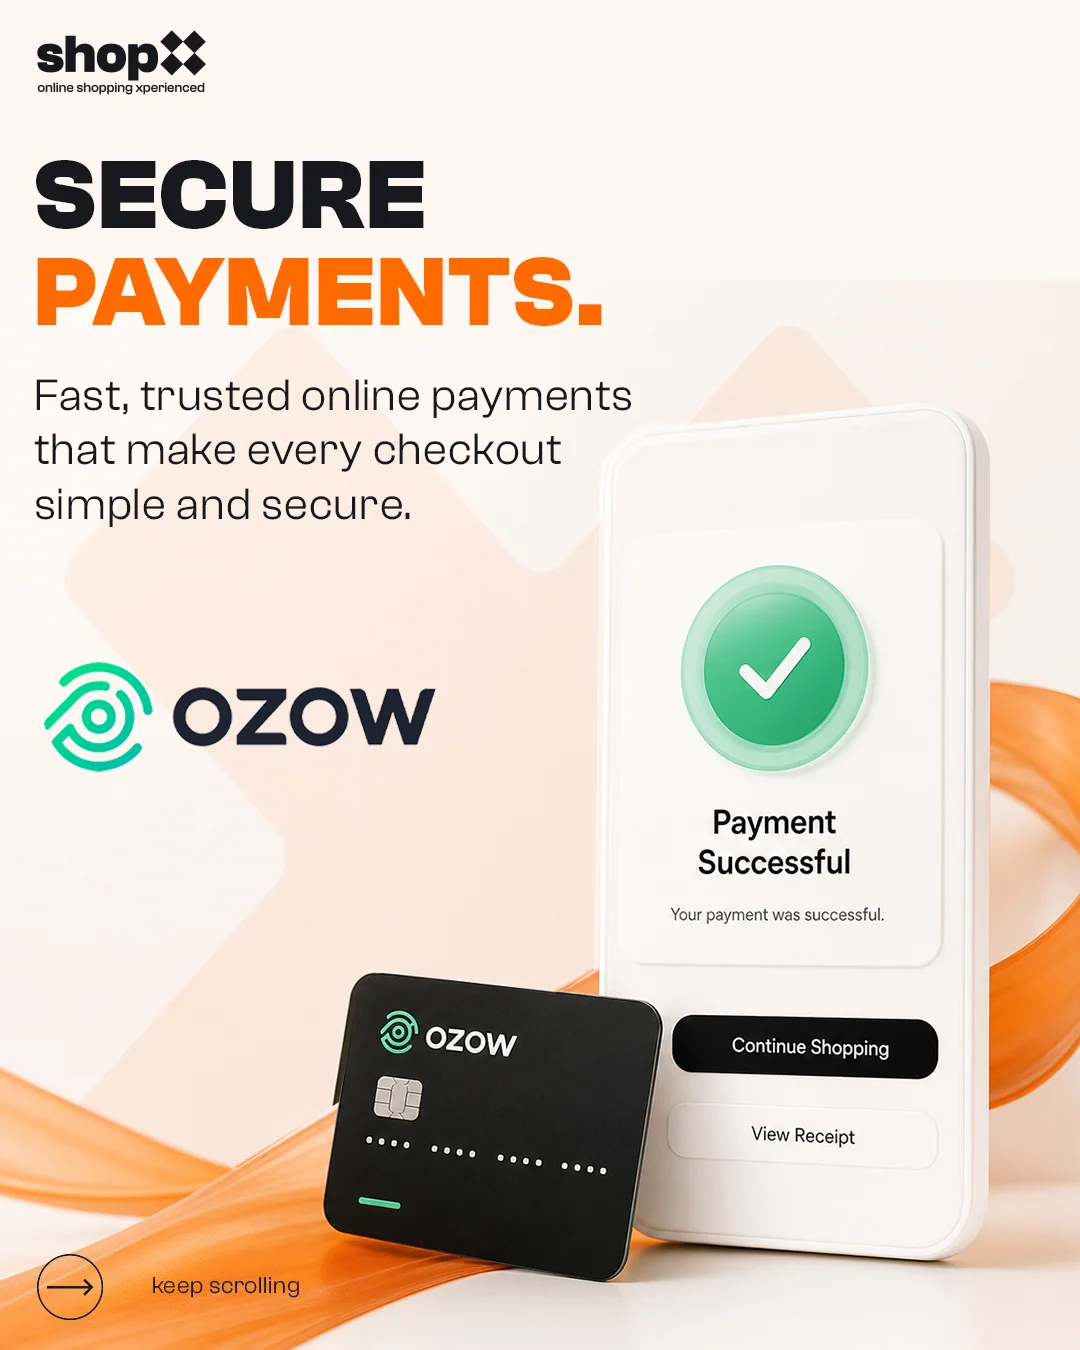 shop
online shopping xperienced
SECURE
PAYMENTS.
Fast, trusted online payments
that make every checkout
simple and secure.
OZOW
Payment
Successful
Your payment was successful.
OZOW
Continue Shopping
View Receipt
keep scrolling